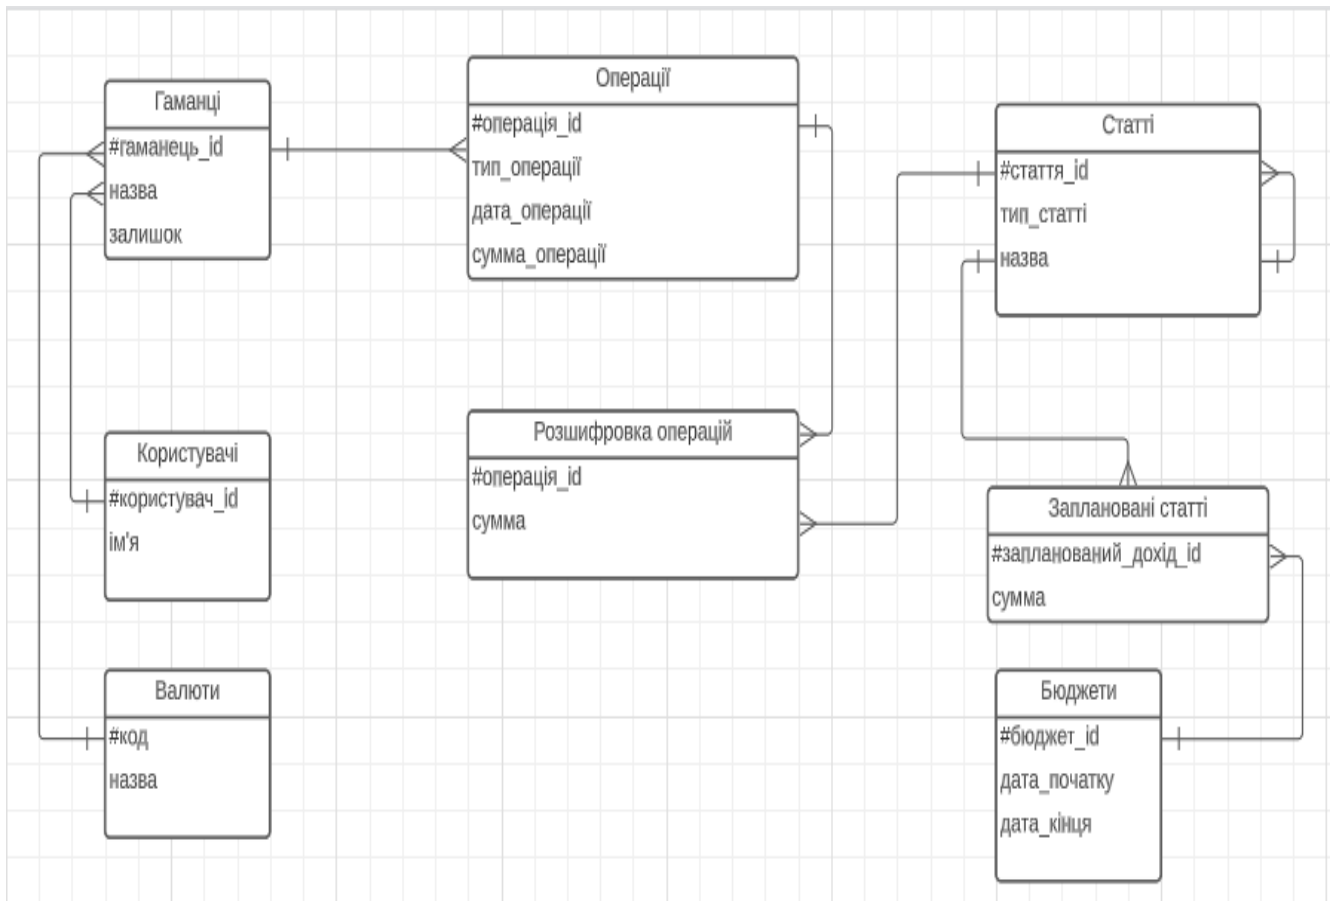 Гаманці
#гаманець_id
назва
залишок
Операції
#операція_id
тип_операції
дата_операції
сумма_операції
Статті
#стаття_id
тип_статті
назва
Користувачі
#користувач_id
ім'я
Розшифровка операцій
#операція_id
сумма
Заплановані статті
#запланований_дохід_id
сумма
Валюти
#код
назва
Бюджети
#бюджет_id
дата_початку
дата_кінця